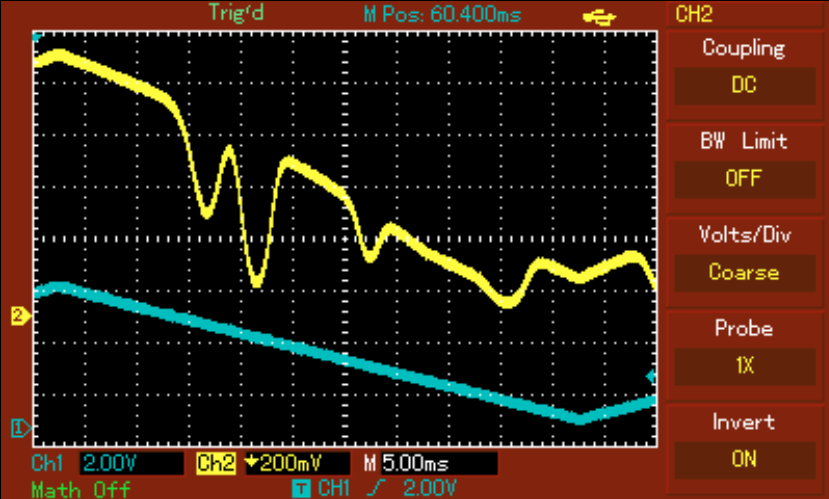 Trig'd M Pos: 60.400ms CH2
Coupling
DC
BW Limit
OFF
Volts/Div
Coarse
Probe
1X
Invert
ON
2
1
Ch1 2.00V Ch2 200mV M 5.00ms
Math Off T CH1 2.00V